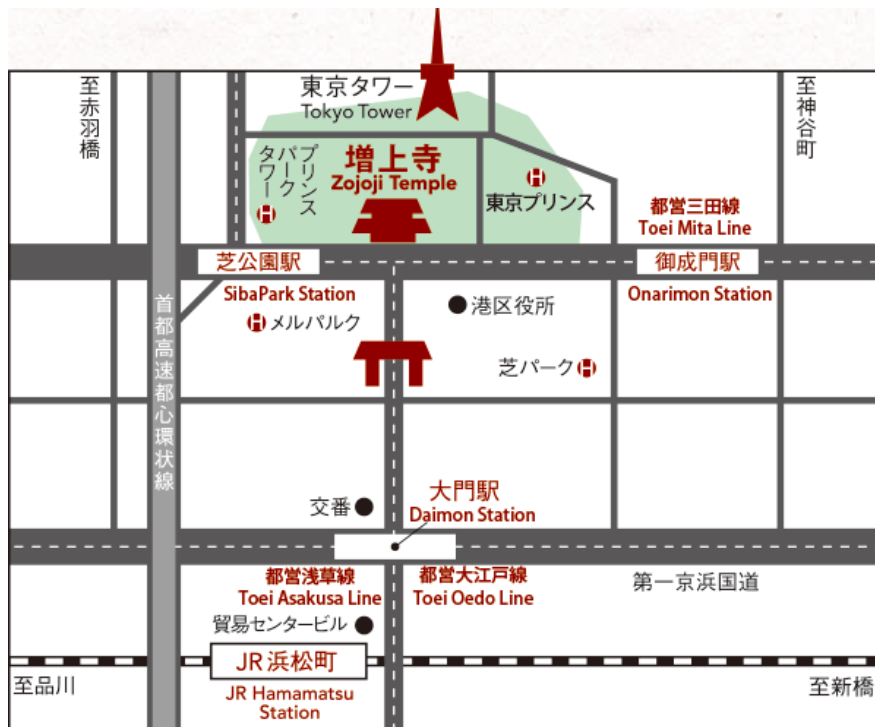 至赤羽橋
東京タワー
Tokyo Tower
至神谷町
プリンス
パーク
タワー
H
増上寺
Zojoji Temple
H
東京プリンス
都営三田線
Toei Mita Line
芝公園駅
SibaPark Station
御成門駅
Onarimon Station
首都高速都心環状線
H メルパルク
港区役所
芝パーク H
交番
大門駅
Daimon Station
都営浅草線
Toei Asakusa Line
都営大江戸線
Toei Oedo Line
第一京浜国道
貿易センタービル
JR浜松町
JR Hamamatsu
Station
至品川
至新橋